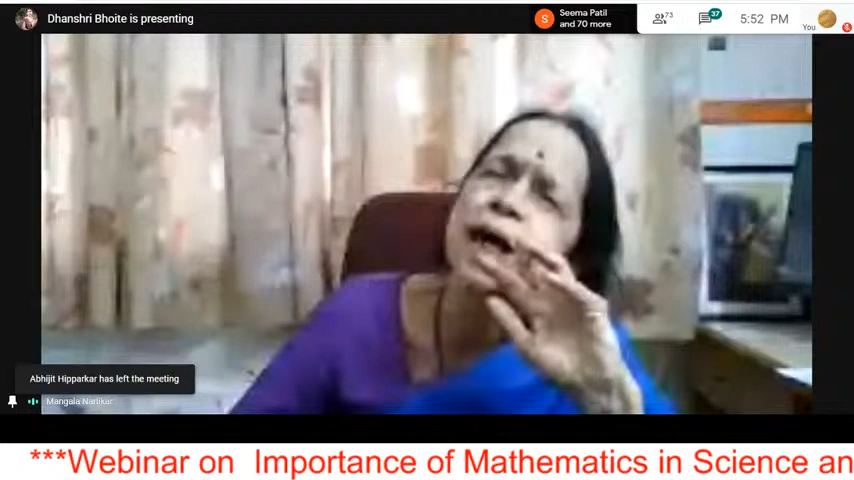 Dhanshri Bhoite is presenting
S
Seema Patil
and 70 more
73
37
5:52 PM
You
Abhijit Hipparkar has left the meeting
Mangala Narlikar
***Webinar on Importance of Mathematics in Science an